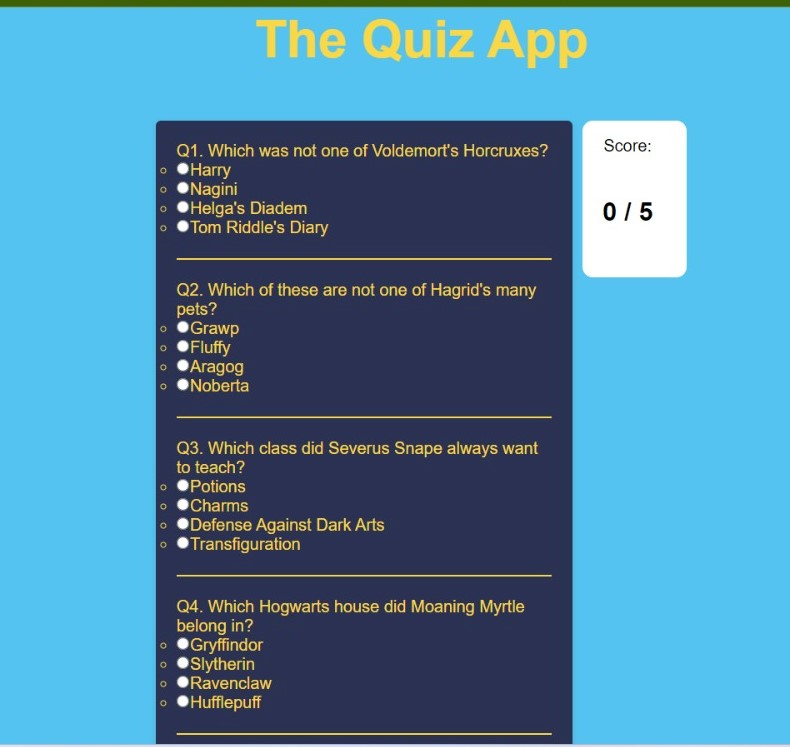 The Quiz App
Q1. Which was not one of Voldemort's Horcruxes?
Harry
Nagini
Helga's Diadem
Tom Riddle's Diary
Q2. Which of these are not one of Hagrid's many
pets?
Grawp
Fluffy
Aragog
Noberta
Q3. Which class did Severus Snape always want
to teach?
Potions
Charms
Defense Against Dark Arts
Transfiguration
Q4. Which Hogwarts house did Moaning Myrtle
belong in?
Gryffindor
Slytherin
Ravenclaw
Hufflepuff
Score:
0 / 5